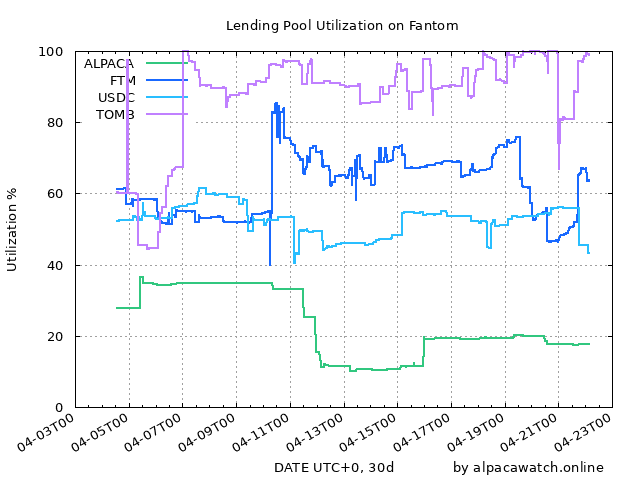 Lending Pool Utilization on Fantom
ALPACA
FTM
USDC
TOMB
100
80
60
40
20
0
Utilization %
04-03T00
04-05T00
04-07T00
04-09T00
04-11T00
04-13T00
04-15T00
04-17T00
04-19T00
04-21T00
04-23T00
DATE UTC+0, 30d
by alpacawatch.online